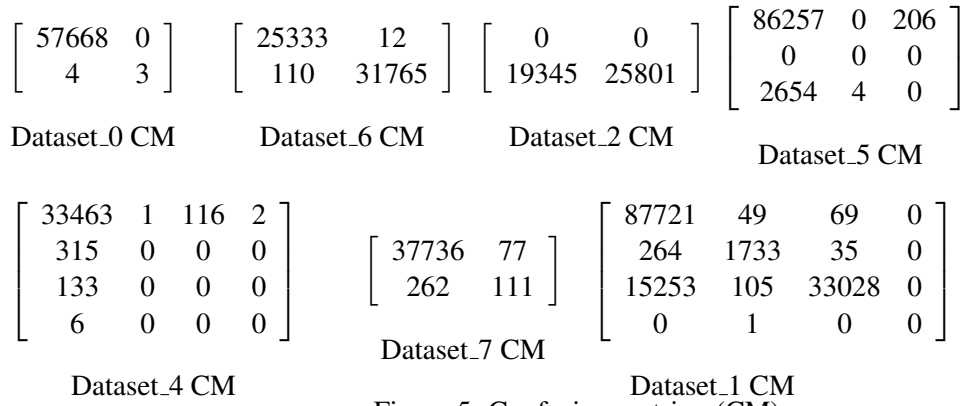 57668 0
4 3
Dataset_0 CM
25333 12
110 31765
Dataset_6 CM
0 0
19345 25801
Dataset_2 CM
86257 0 206
0 0 0
2654 4 0
Dataset_5 CM
33463 1 116 2
315 0 0 0
133 0 0 0
6 0 0 0
Dataset_4 CM
37736 77
262 111
Dataset_7 CM
87721 49 69 0
264 1733 35 0
15253 105 33028 0
0 1 0 0
Dataset_1 CM